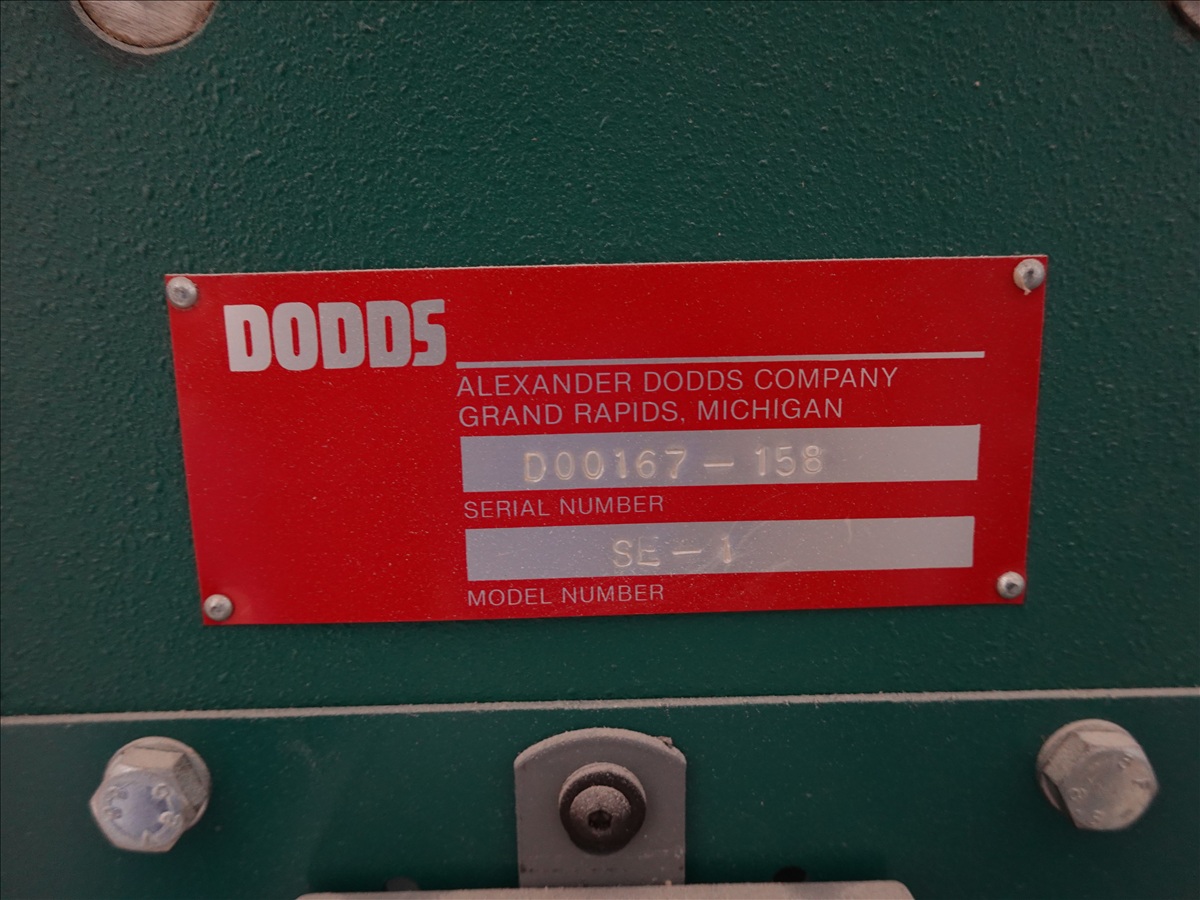 DODDS
ALEXANDER DODDS COMPANY
GRAND RAPIDS, MICHIGAN
D00167-158
SERIAL NUMBER
SE-1
MODEL NUMBER